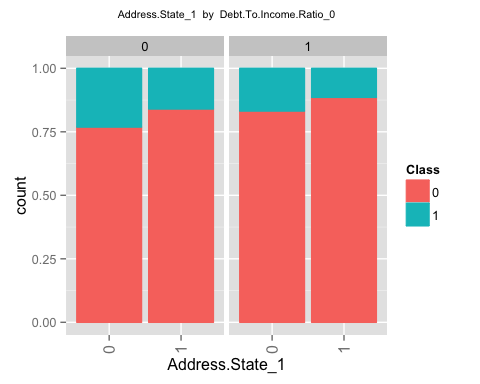 Address.State_1 by Debt.To.Income.Ratio_0
0 1
1.00
0.75
0.50
0.25
0.00
count
0 1 0 1
Address.State_1
Class
0
1